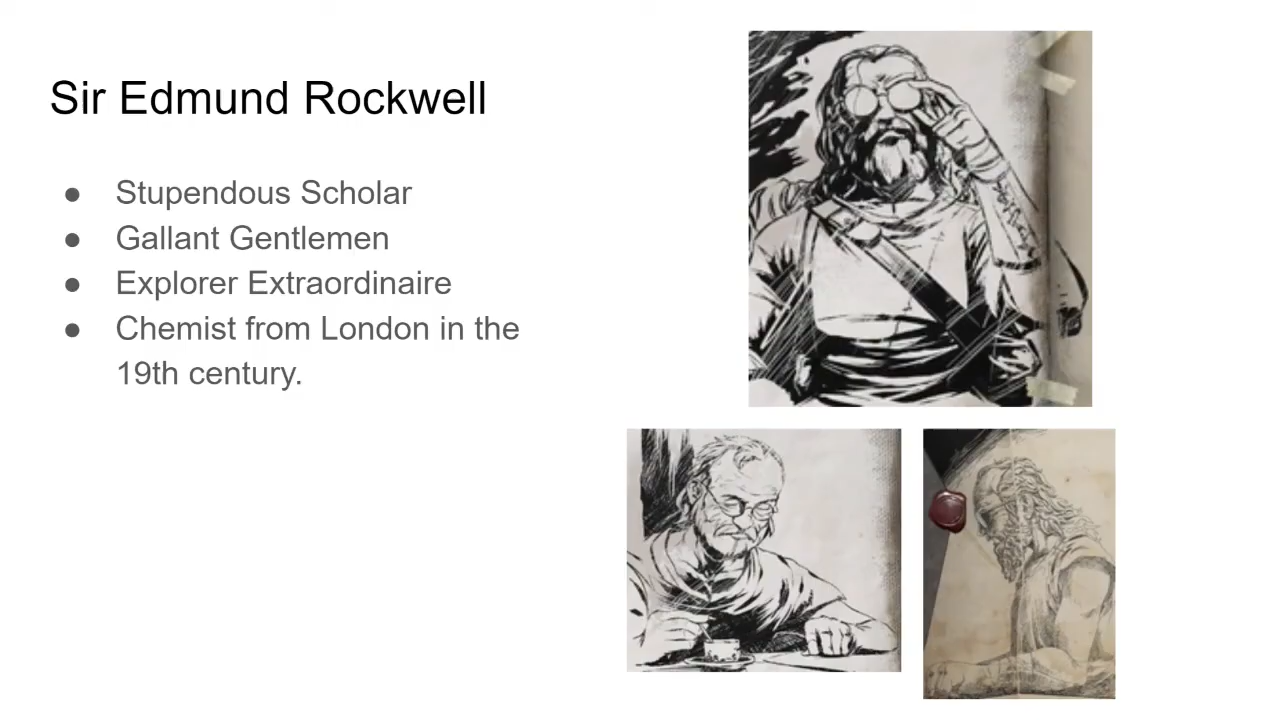 Sir Edmund Rockwell
● Stupendous Scholar
● Gallant Gentlemen
● Explorer Extraordinaire
● Chemist from London in the
19th century.